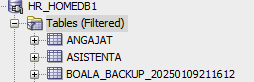 HR_HOMEDB1
Tables (Filtered)
ANGAJAT
ASISTENTA
BOALA_BACKUP_20250109211612